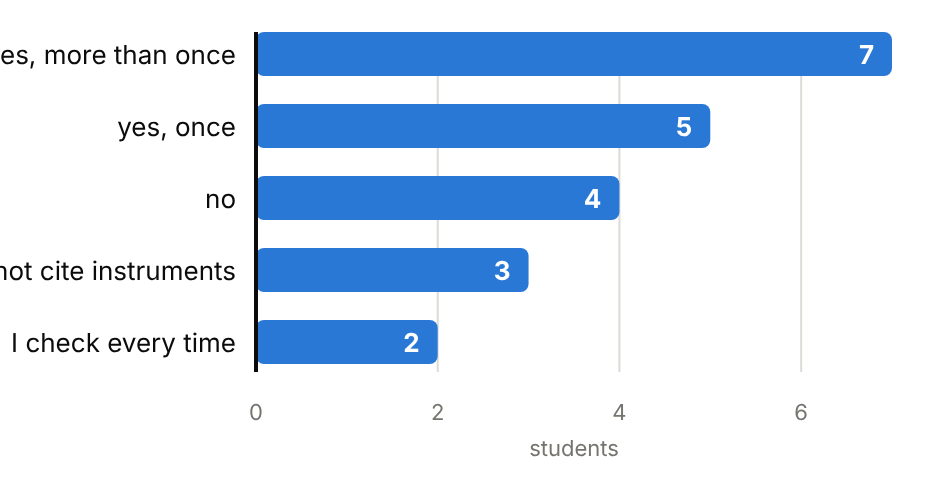 es, more than once 7
yes, once 5
no 4
not cite instruments 3
I check every time 2
0 2 4 6
students